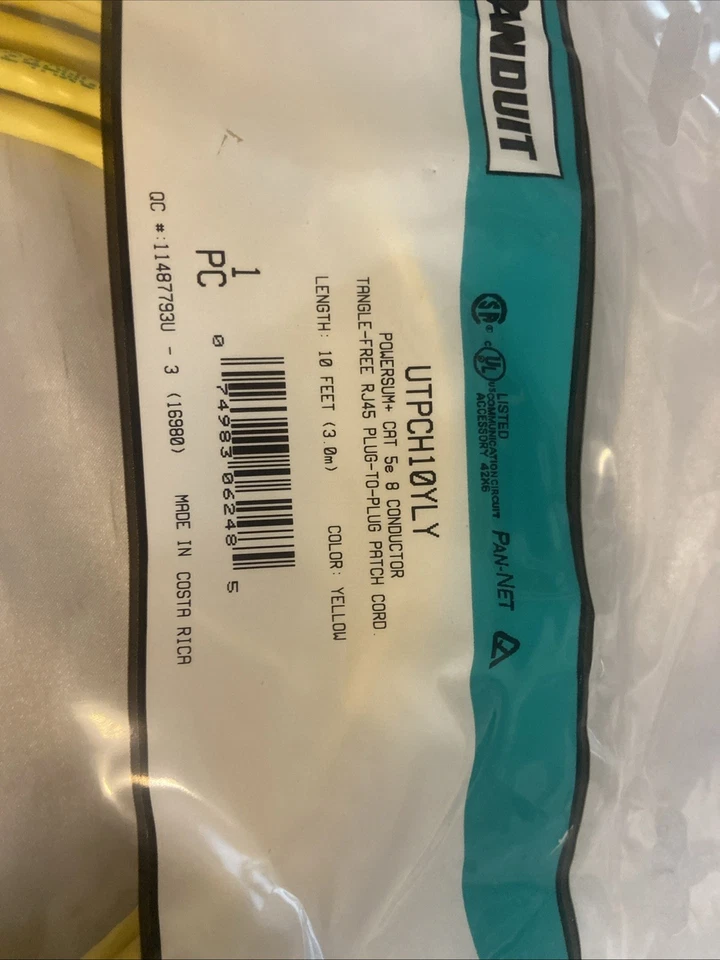 PANDUIT
LISTED
COMMUNICATION CIRCUIT
ACCESSORY 42X6
PAN-NET
UTPCH10YLY
POWERSUM+ CAT 5e 8 CONDUCTOR
TANGLE-FREE RJ45 PLUG-TO-PLUG PATCH CORD.
LENGTH: 10 FEET (3.0m) COLOR: YELLOW
1
PC
0 74983 06248 5
QC #:11487793U - 3 (16980) MADE IN COSTA RICA
24AWG